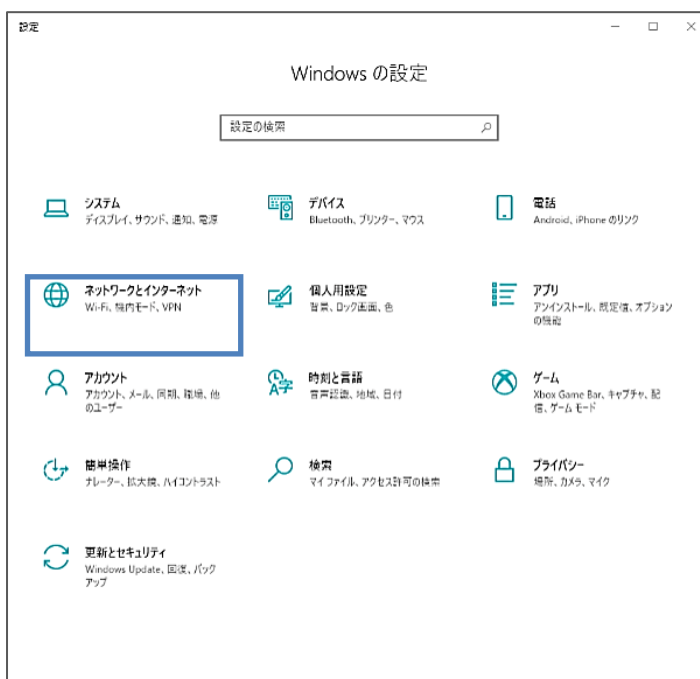 設定
Windows の設定
設定の検索
システム
ディスプレイ、サウンド、通知、電源
デバイス
Bluetooth、プリンター、マウス
電話
Android、iPhone のリンク
ネットワークとインターネット
Wi-Fi、機内モード、VPN
個人用設定
背景、ロック画面、色
アプリ
アンインストール、既定値、オプション
の機能
アカウント
アカウント、メール、同期、職場、他
のユーザー
時刻と言語
音声認識、地域、日付
ゲーム
Xbox Game Bar、キャプチャ、配
信、ゲーム モード
簡単操作
ナレーター、拡大鏡、ハイコントラスト
検索
マイ ファイル、アクセス許可の検索
プライバシー
場所、カメラ、マイク
更新とセキュリティ
Windows Update、回復、バック
アップ